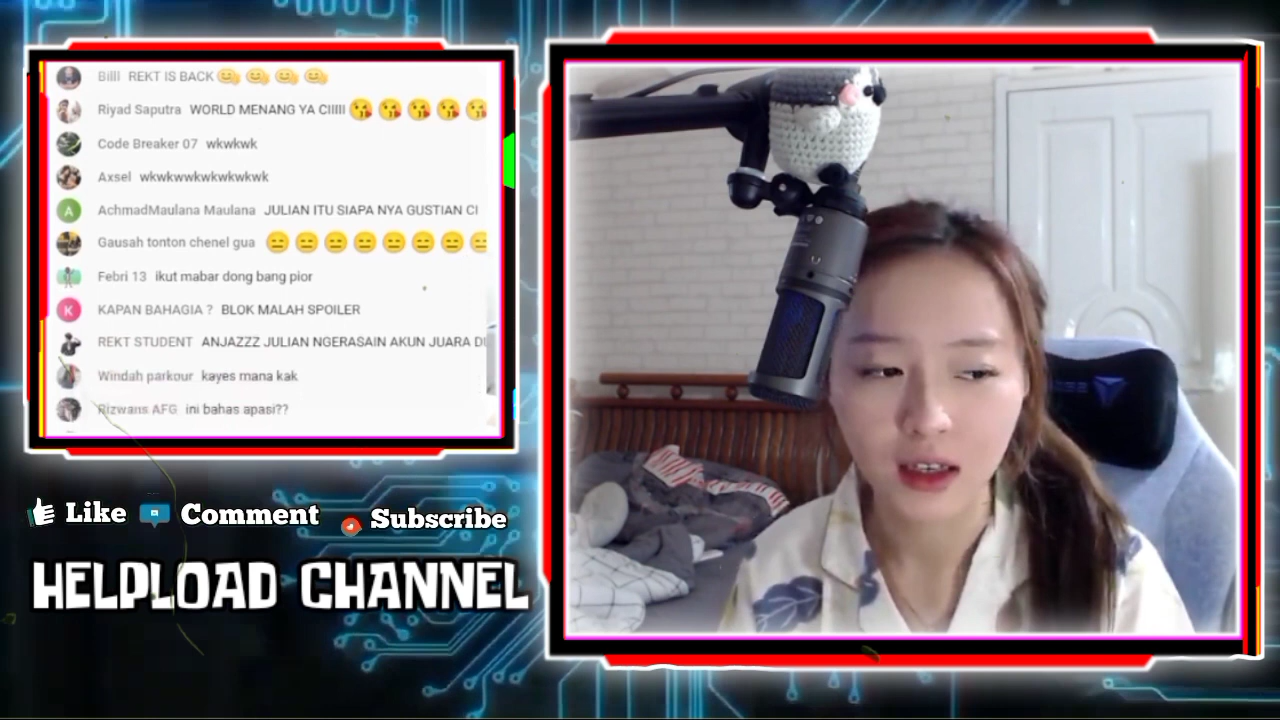 Billl REKT IS BACK
Riyad Saputra WORLD MENANG YA CIIIII
Code Breaker 07 wkwkwk
Axsel wkwkwwkwkwkwkwk
A AchmadMaulana Maulana JULIAN ITU SIAPA NYA GUSTIAN CI
Gausah tonton chenel gua
Febri 13 ikut mabar dong bang pior
K KAPAN BAHAGIA ? BLOK MALAH SPOILER
REKT STUDENT ANJAZZZ JULIAN NGERASAIN AKUN JUARA
Windah parkour kayes mana kak
Rizwans AFG ini bahas apasi??
Like Comment Subscribe
HELPLOAD CHANNEL